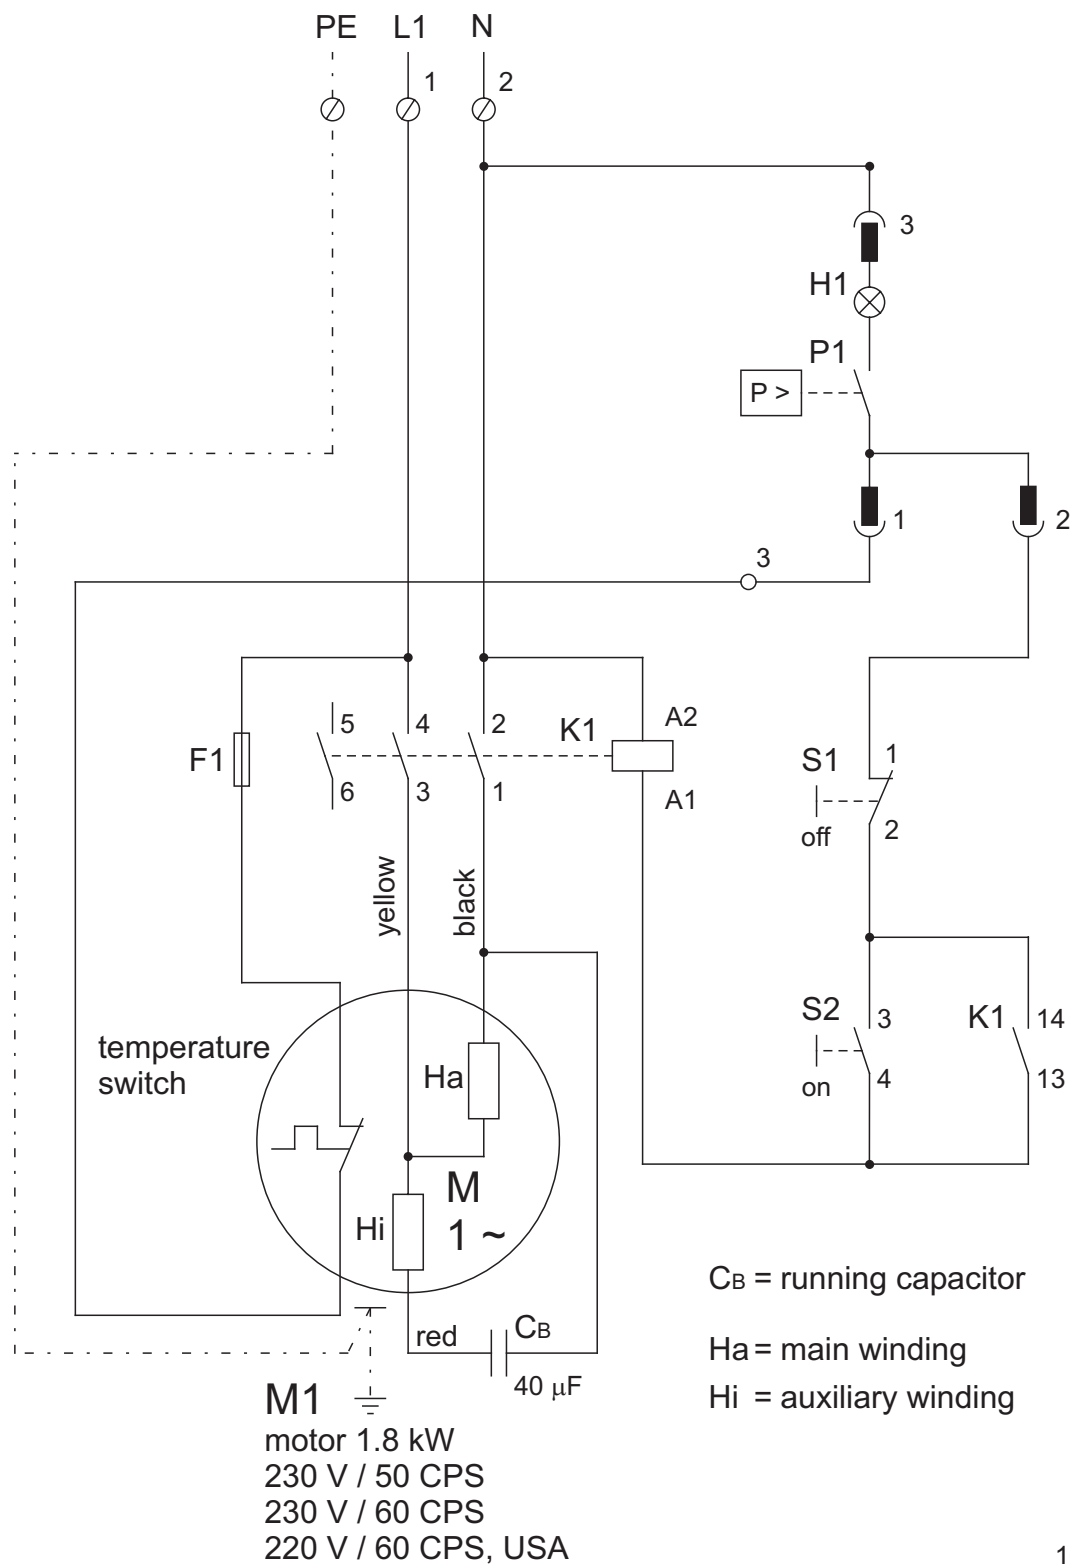 PE L1 N
1 2
3
H1
P1
P >
1 2
3
5 4 2 A2
K1
F1
6 3 1 A1
S1 1
off 2
yellow black
S2 3 K1 14
on 4 13
temperature
switch
Ha
M
1 ~
Hi
red CB
40 µF
CB = running capacitor
Ha = main winding
Hi = auxiliary winding
M1
motor 1.8 kW
230 V / 50 CPS
230 V / 60 CPS
220 V / 60 CPS, USA
1